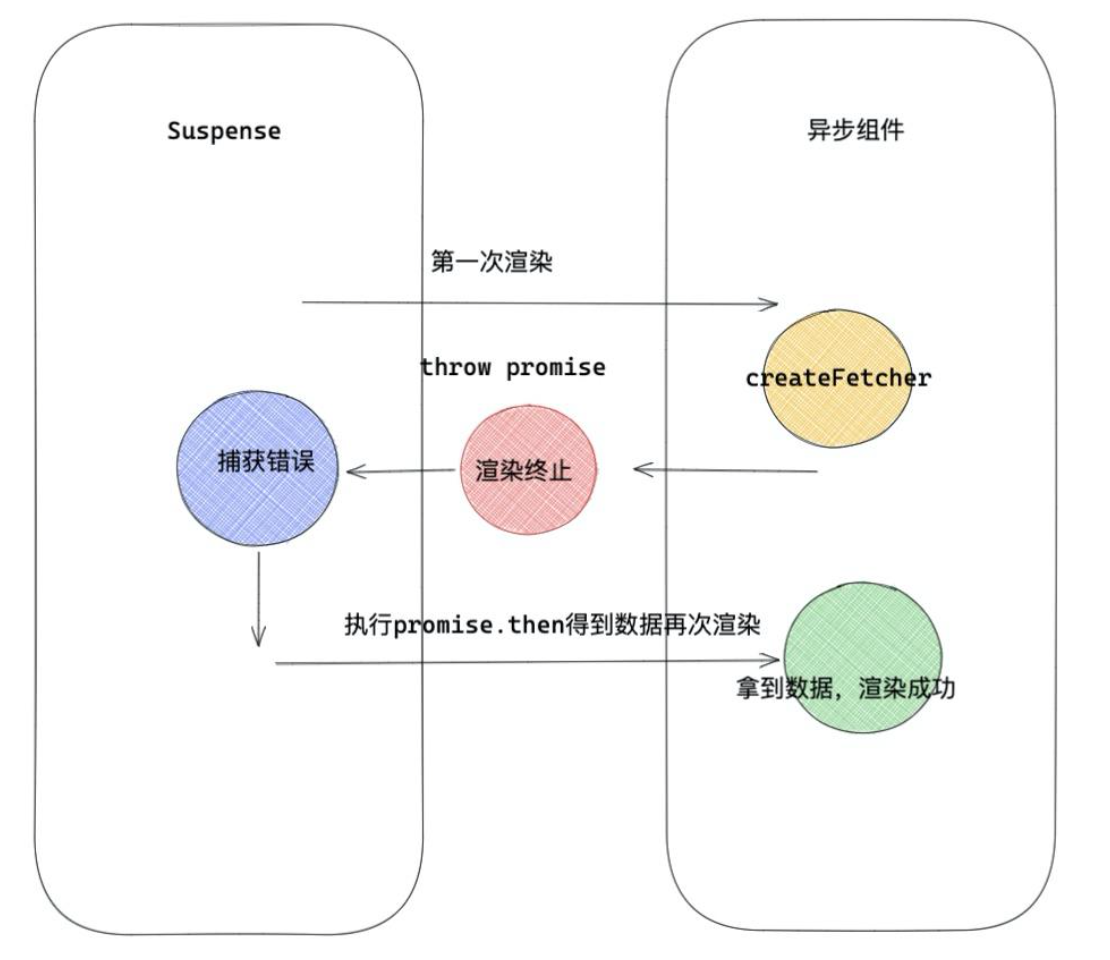 Suspense
异步组件
第一次渲染
throw promise
createFetcher
捕获错误
渲染终止
执行promise.then得到数据再次渲染
拿到数据，渲染成功